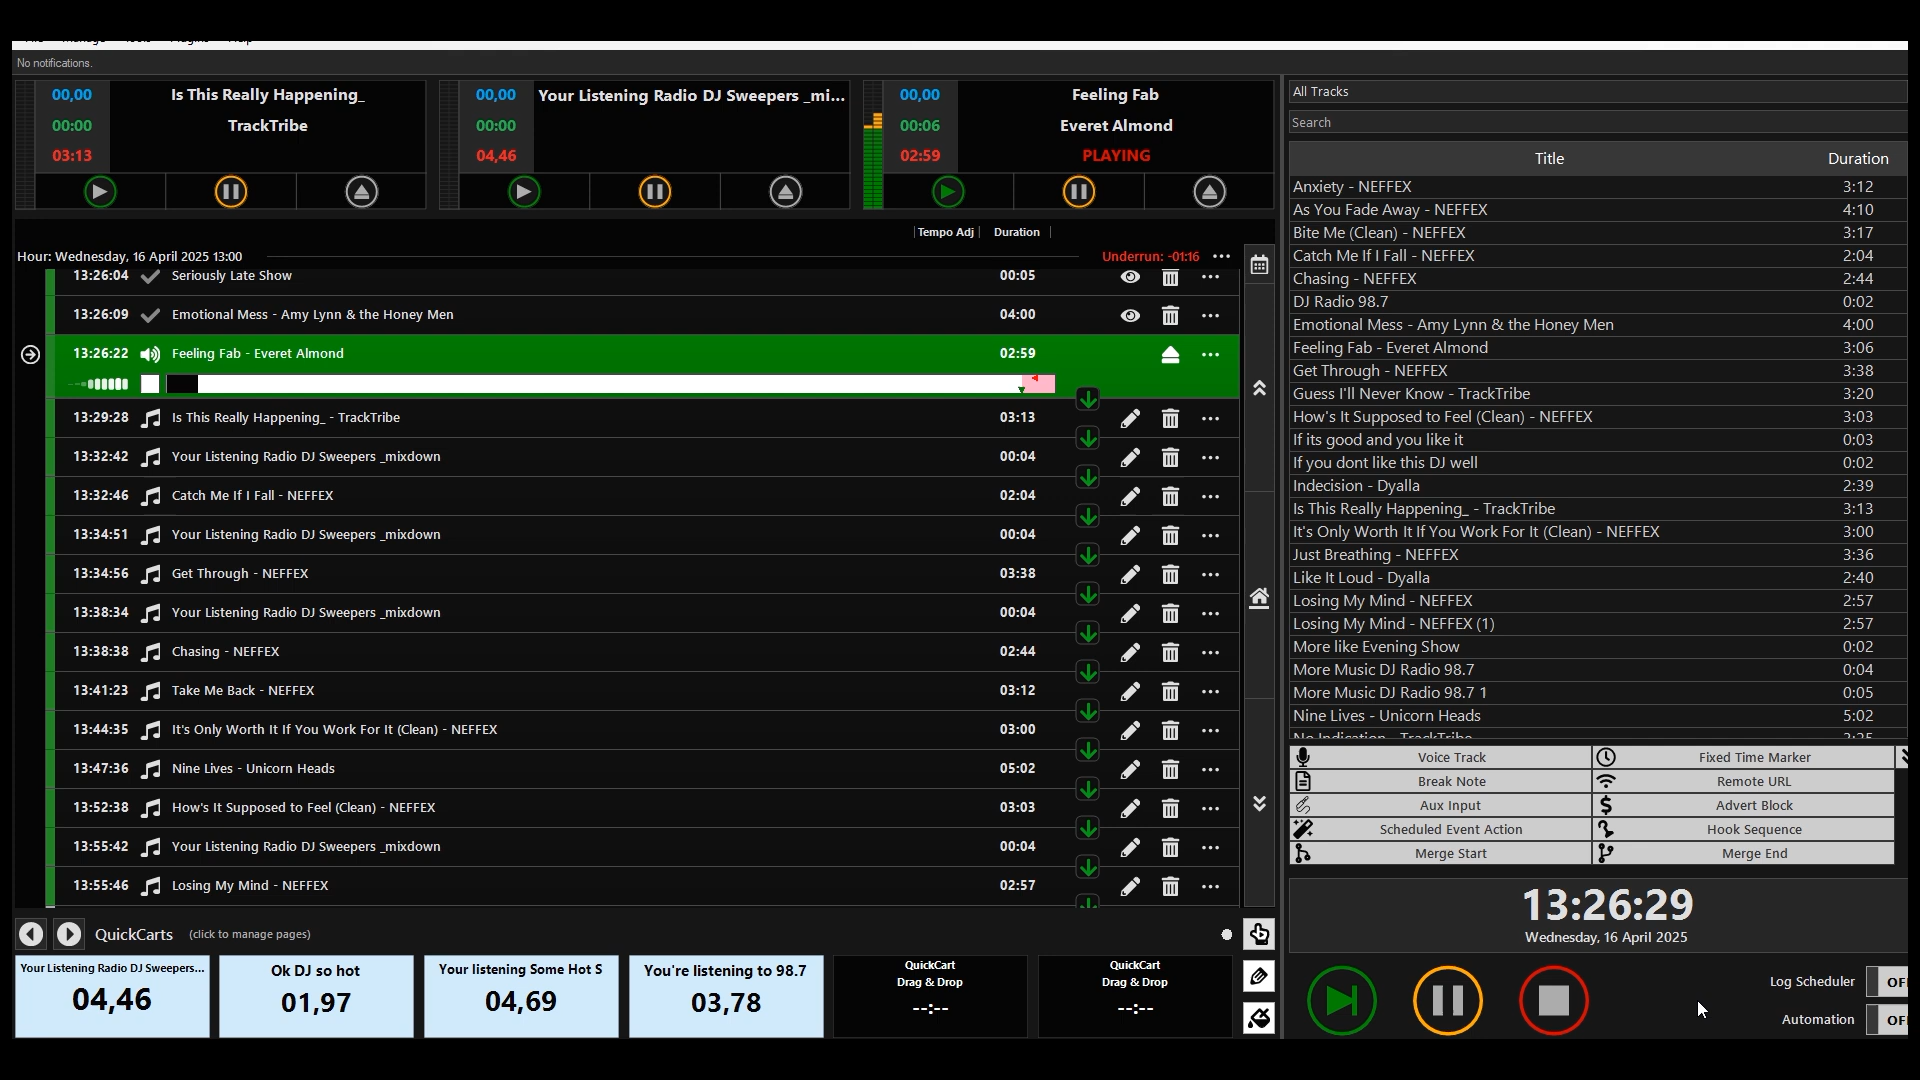 No notifications.
00,00
Is This Really Happening_
00:00
TrackTribe
03:13
00,00
Your Listening Radio DJ Sweepers _mi...
00:00
04,46
00,00
Feeling Fab
00:06
Everet Almond
02:59
PLAYING
Tempo Adj
Duration
Hour: Wednesday, 16 April 2025 13:00
Underrun: -01:16
13:26:04 Seriously Late Show 00:05
13:26:09 Emotional Mess - Amy Lynn & the Honey Men 04:00
13:26:22 Feeling Fab - Everet Almond 02:59
13:29:28 Is This Really Happening_ - TrackTribe 03:13
13:32:42 Your Listening Radio DJ Sweepers _mixdown 00:04
13:32:46 Catch Me If I Fall - NEFFEX 02:04
13:34:51 Your Listening Radio DJ Sweepers _mixdown 00:04
13:34:56 Get Through - NEFFEX 03:38
13:38:34 Your Listening Radio DJ Sweepers _mixdown 00:04
13:38:38 Chasing - NEFFEX 02:44
13:41:23 Take Me Back - NEFFEX 03:12
13:44:35 It's Only Worth It If You Work For It (Clean) - NEFFEX 03:00
13:47:36 Nine Lives - Unicorn Heads 05:02
13:52:38 How's It Supposed to Feel (Clean) - NEFFEX 03:03
13:55:42 Your Listening Radio DJ Sweepers _mixdown 00:04
13:55:46 Losing My Mind - NEFFEX 02:57
QuickCarts (click to manage pages)
Your Listening Radio DJ Sweepers...
04,46
Ok DJ so hot
01,97
Your listening Some Hot S
04,69
You're listening to 98.7
03,78
QuickCart
Drag & Drop
--:--
QuickCart
Drag & Drop
--:--
All Tracks
Search
Title Duration
Anxiety - NEFFEX 3:12
As You Fade Away - NEFFEX 4:10
Bite Me (Clean) - NEFFEX 3:17
Catch Me If I Fall - NEFFEX 2:04
Chasing - NEFFEX 2:44
DJ Radio 98.7 0:02
Emotional Mess - Amy Lynn & the Honey Men 4:00
Feeling Fab - Everet Almond 3:06
Get Through - NEFFEX 3:38
Guess I'll Never Know - TrackTribe 3:20
How's It Supposed to Feel (Clean) - NEFFEX 3:03
If its good and you like it 0:03
If you dont like this DJ well 0:02
Indecision - Dyalla 2:39
Is This Really Happening_ - TrackTribe 3:13
It's Only Worth It If You Work For It (Clean) - NEFFEX 3:00
Just Breathing - NEFFEX 3:36
Like It Loud - Dyalla 2:40
Losing My Mind - NEFFEX 2:57
Losing My Mind - NEFFEX (1) 2:57
More like Evening Show 0:02
More Music DJ Radio 98.7 0:04
More Music DJ Radio 98.7 1 0:05
Nine Lives - Unicorn Heads 5:02
No Indication - TrackTribe
Voice Track
Fixed Time Marker
Break Note
Remote URL
Aux Input
Advert Block
Scheduled Event Action
Hook Sequence
Merge Start
Merge End
13:26:29
Wednesday, 16 April 2025
Log Scheduler OF
Automation OF